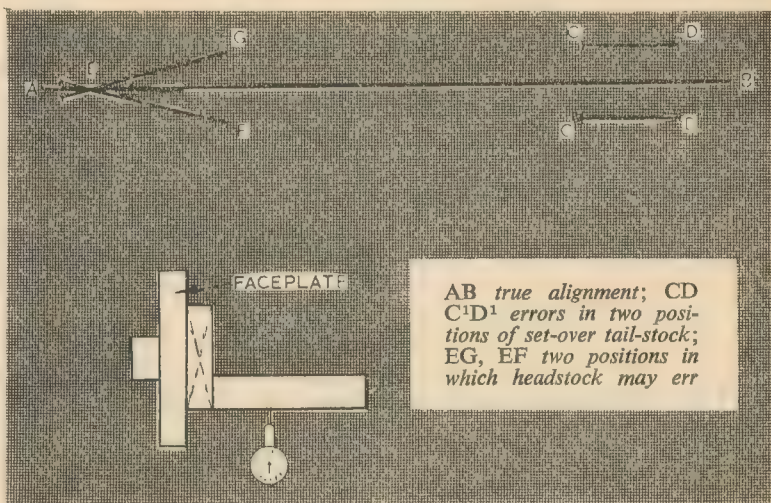 G
C D
A B
F
C
FACEPLATE
AB true alignment; CD
C¹D¹ errors in two posi-
tions of set-over tail-stock;
EG, EF two positions in
which headstock may err